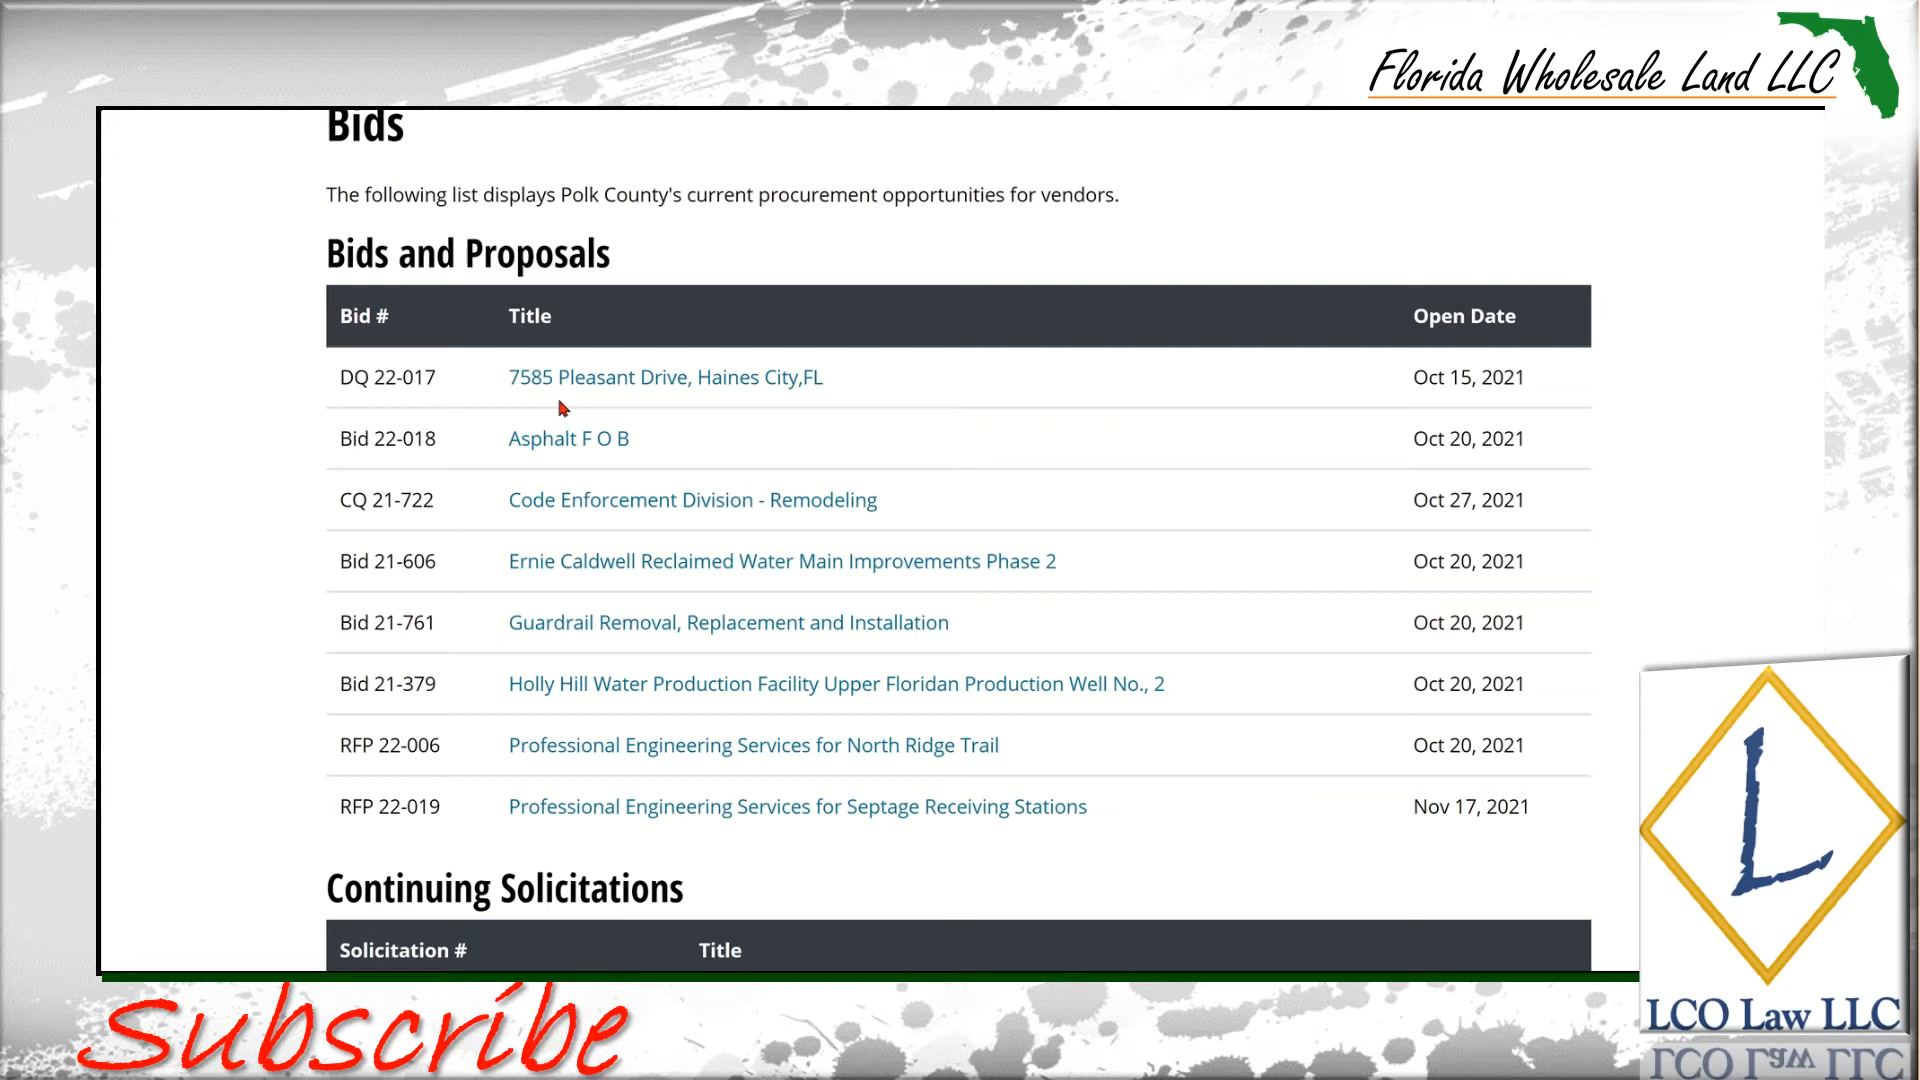 Florida Wholesale Land LLC
Bids
The following list displays Polk County's current procurement opportunities for vendors.
Bids and Proposals
Bid # Title Open Date
DQ 22-017 7585 Pleasant Drive, Haines City,FL Oct 15, 2021
Bid 22-018 Asphalt F O B Oct 20, 2021
CQ 21-722 Code Enforcement Division - Remodeling Oct 27, 2021
Bid 21-606 Ernie Caldwell Reclaimed Water Main Improvements Phase 2 Oct 20, 2021
Bid 21-761 Guardrail Removal, Replacement and Installation Oct 20, 2021
Bid 21-379 Holly Hill Water Production Facility Upper Floridan Production Well No., 2 Oct 20, 2021
RFP 22-006 Professional Engineering Services for North Ridge Trail Oct 20, 2021
RFP 22-019 Professional Engineering Services for Septage Receiving Stations Nov 17, 2021
Continuing Solicitations
Solicitation # Title
L
LCO Law LLC
Subscribe